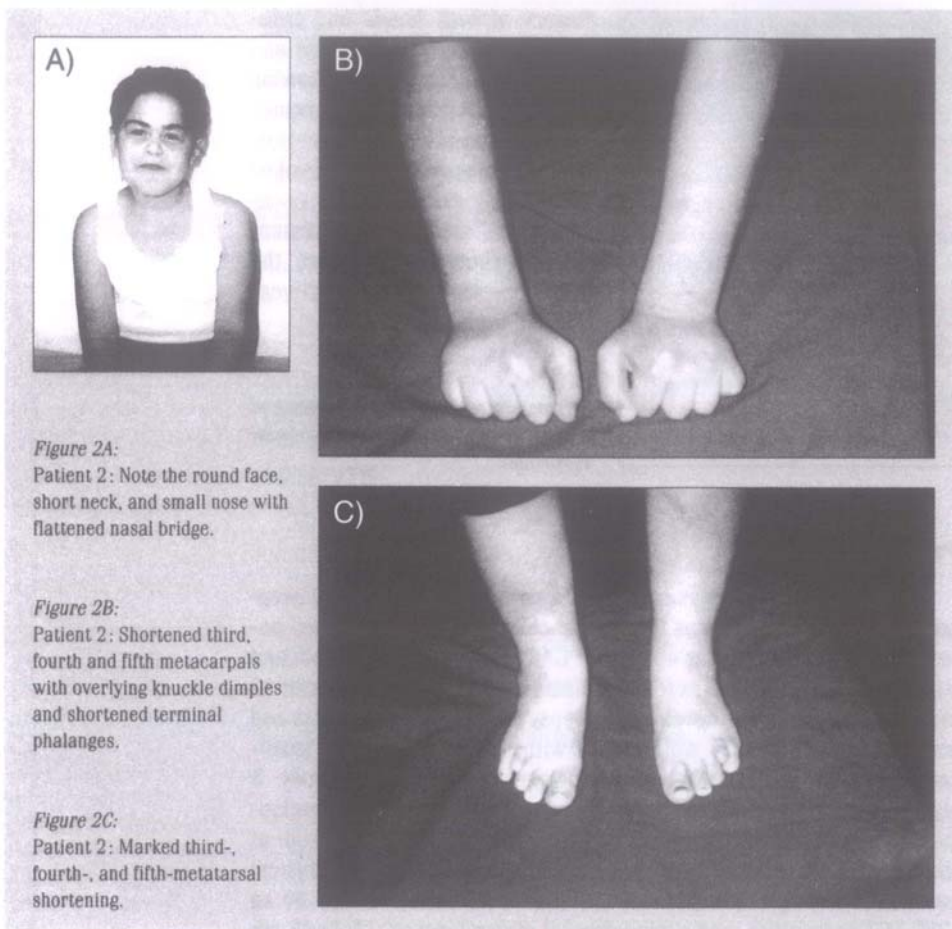 A)
B)
Figure 2A:
Patient 2: Note the round face,
short neck, and small nose with
flattened nasal bridge.
C)
Figure 2B:
Patient 2: Shortened third,
fourth and fifth metacarpals
with overlying knuckle dimples
and shortened terminal
phalanges.
Figure 2C:
Patient 2: Marked third-,
fourth-, and fifth-metatarsal
shortening.